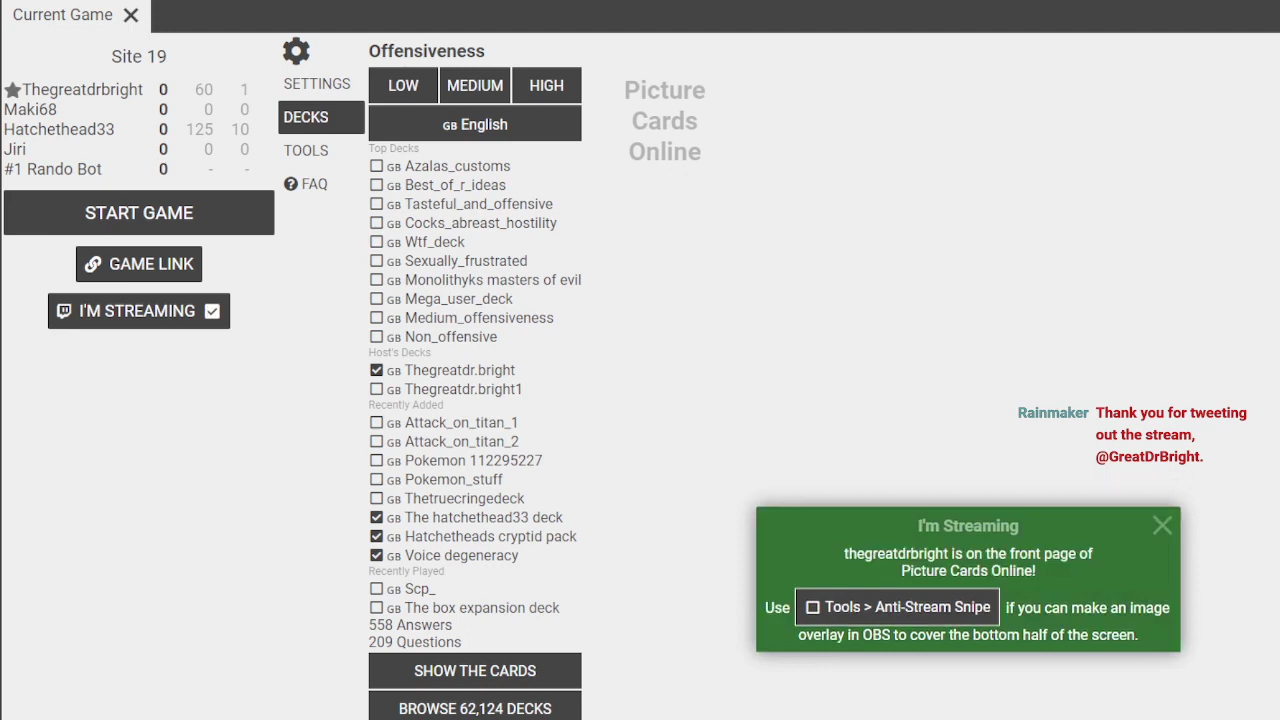 Current Game
Site 19
Thegreatdrbright 0 60 1
Maki68 0 0 0
Hatchethead33 0 125 10
Jiri 0 0 0
#1 Rando Bot 0 - -
START GAME
GAME LINK
I'M STREAMING
SETTINGS
DECKS
TOOLS
FAQ
Offensiveness
LOW MEDIUM HIGH
GB English
Top Decks
GB Azalas_customs
GB Best_of_r_ideas
GB Tasteful_and_offensive
GB Cocks_abreast_hostility
GB Wtf_deck
GB Sexually_frustrated
GB Monolithyks masters of evil
GB Mega_user_deck
GB Medium_offensiveness
GB Non_offensive
Host's Decks
GB Thegreatdr.bright
GB Thegreatdr.bright1
Recently Added
GB Attack_on_titan_1
GB Attack_on_titan_2
GB Pokemon 112295227
GB Pokemon_stuff
GB Thetruecringedeck
GB The hatchethead33 deck
GB Hatchetheads cryptid pack
GB Voice degeneracy
Recently Played
GB Scp_
GB The box expansion deck
558 Answers
209 Questions
SHOW THE CARDS
BROWSE 62,124 DECKS
Picture
Cards
Online
Rainmaker Thank you for tweeting
out the stream,
@GreatDrBright.
I'm Streaming
thegreatdrbright is on the front page of
Picture Cards Online!
Use Tools > Anti-Stream Snipe if you can make an image
overlay in OBS to cover the bottom half of the screen.